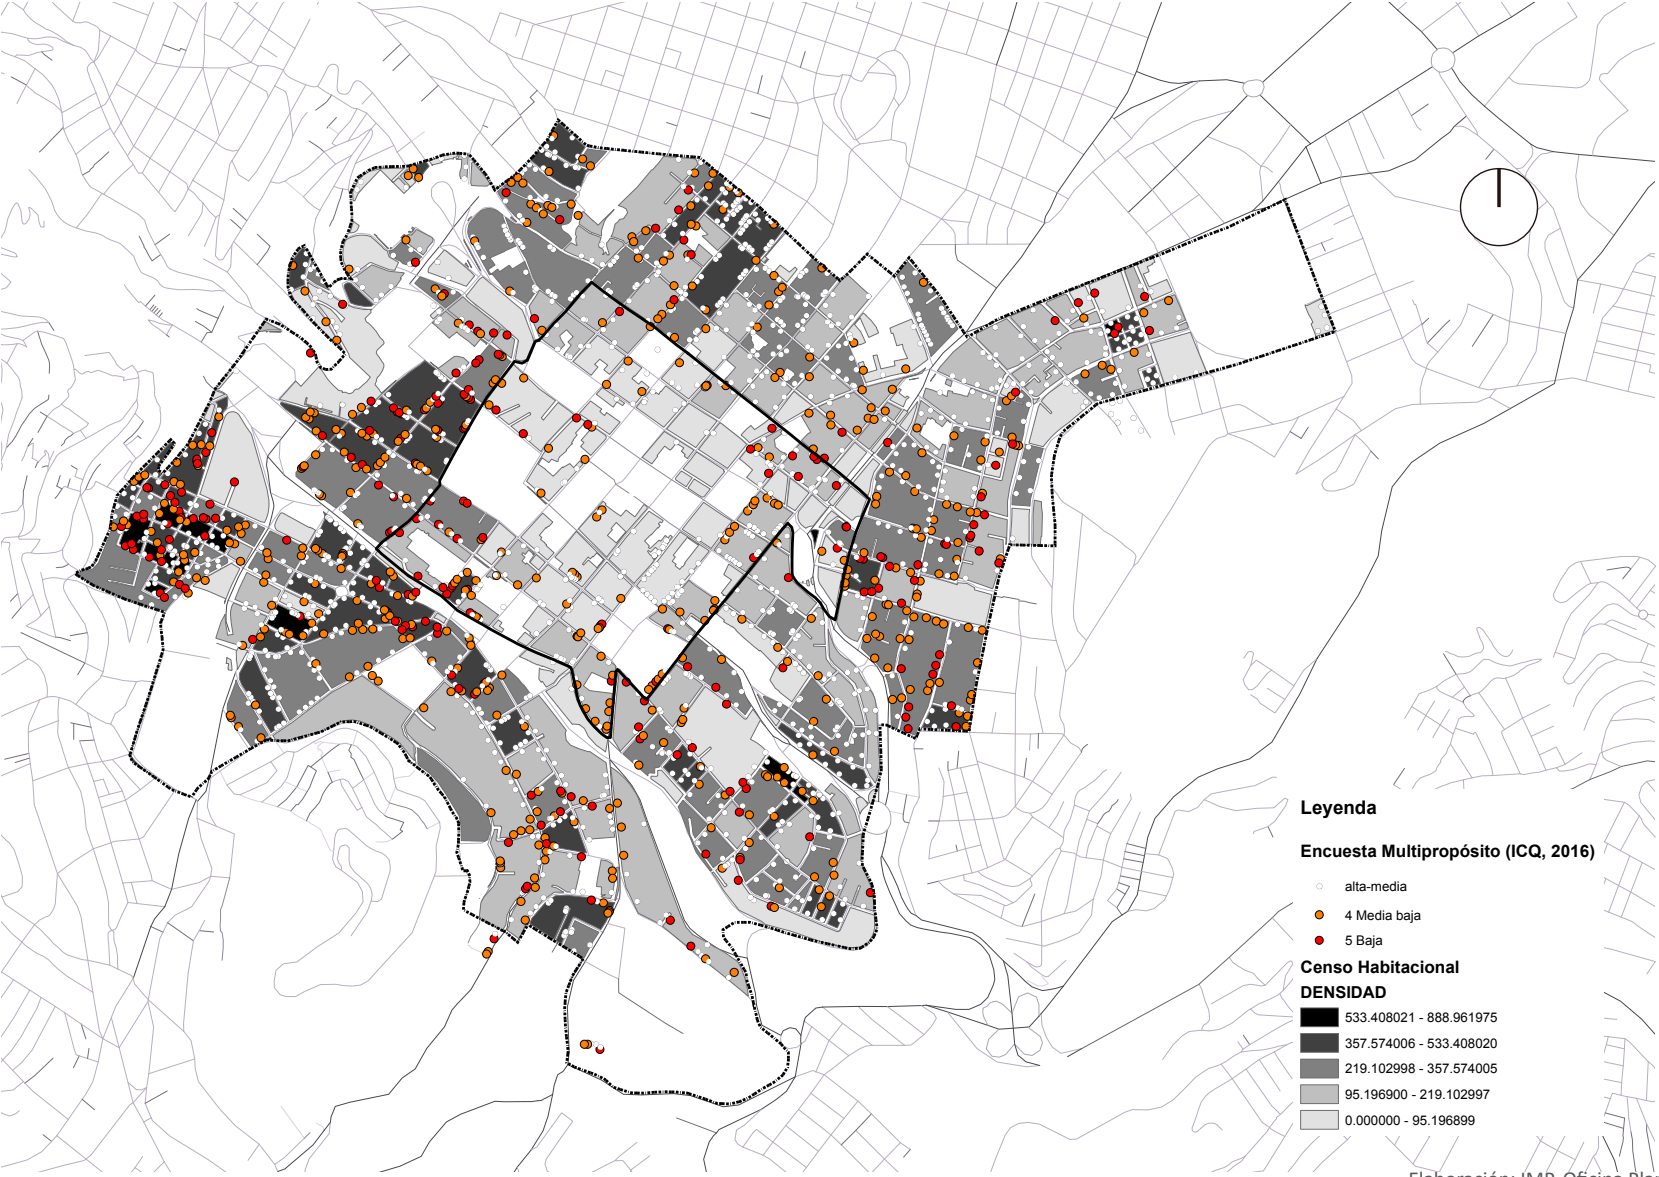 Leyenda
Encuesta Multipropósito (ICQ, 2016)
alta-media
4 Media baja
5 Baja
Censo Habitacional
DENSIDAD
533.408021 - 888.961975
357.574006 - 533.408020
219.102998 - 357.574005
95.196900 - 219.102997
0.000000 - 95.196899